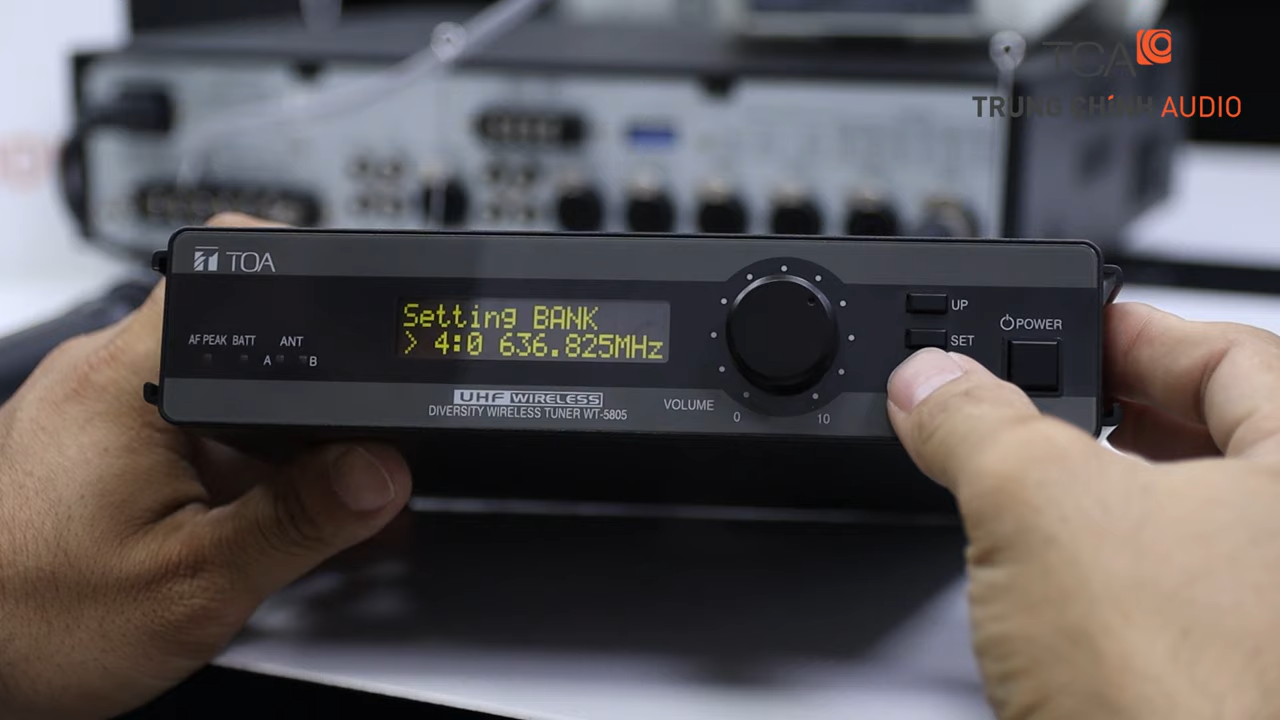 TOA
TRUNG CHÍNH AUDIO
TOA
Setting BANK
> 4:0 636.825MHz
AF PEAK BATT ANT
A B
UHF WIRELESS
DIVERSITY WIRELESS TUNER WT-5805
VOLUME
0 10
UP
SET
POWER